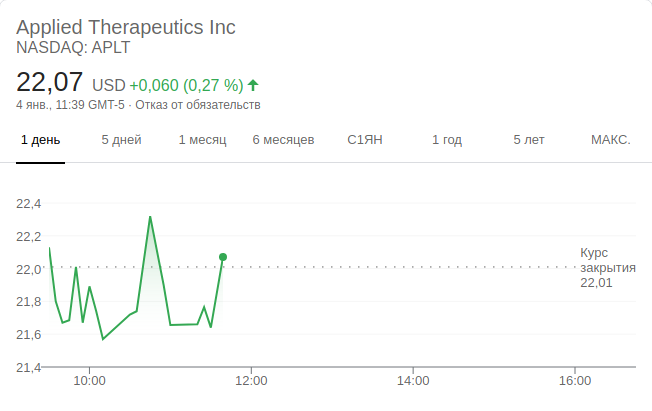 Applied Therapeutics Inc
NASDAQ: APLT
22,07 USD +0,060 (0,27 %)
4 янв., 11:39 GMT-5 · Отказ от обязательств
1 день 5 дней 1 месяц 6 месяцев С1ЯН 1 год 5 лет МАКС.
22,4
22,2
22,0
21,8
21,6
21,4
Курс
закрытия
22,01
10:00 12:00 14:00 16:00